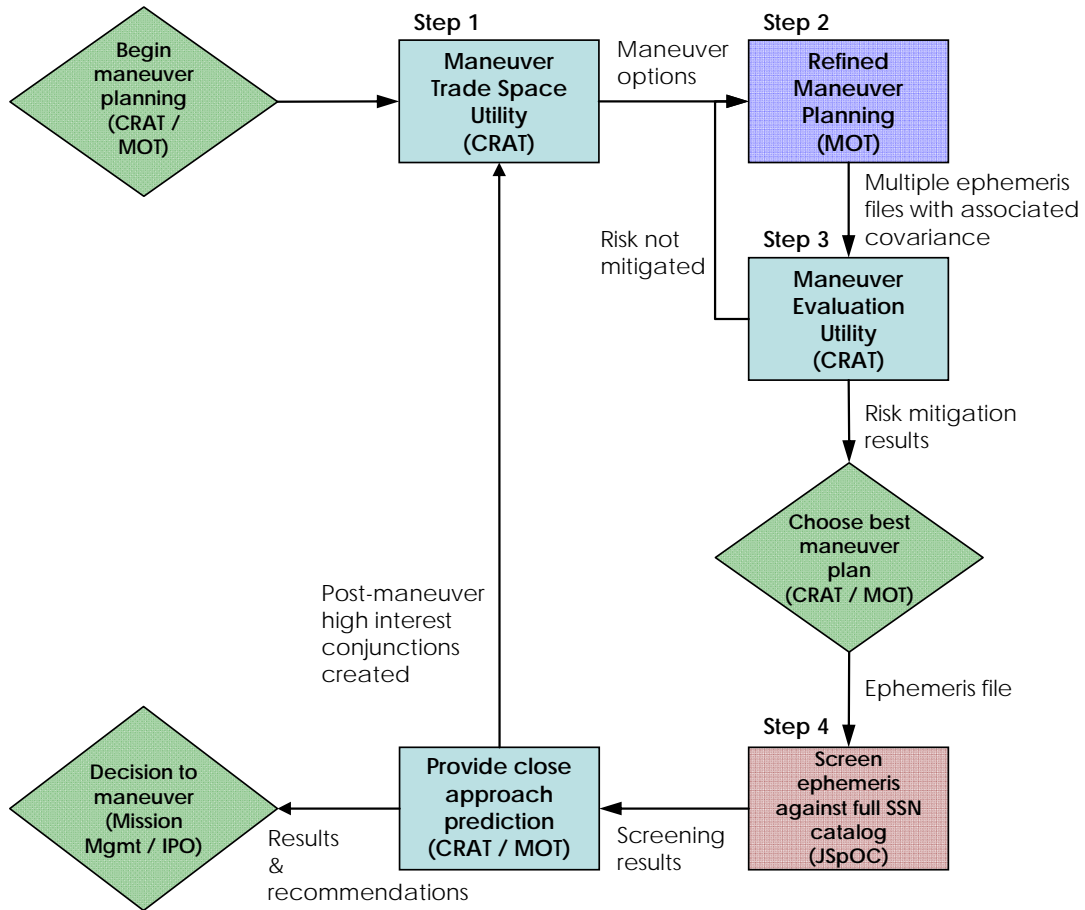 Begin
maneuver
planning
(CRAT /
MOT)
Step 1
Maneuver
Trade Space
Utility
(CRAT)
Maneuver
options
Step 2
Refined
Maneuver
Planning
(MOT)
Multiple ephemeris
files with associated
covariance
Risk not
mitigated
Step 3
Maneuver
Evaluation
Utility
(CRAT)
Risk mitigation
results
Choose best
maneuver
plan
(CRAT / MOT)
Post-maneuver
high interest
conjunctions
created
Ephemeris file
Step 4
Screen
ephemeris
against full SSN
catalog
(JSpOC)
Screening
results
Provide close
approach
prediction
(CRAT / MOT)
Results
&
recommendations
Decision to
maneuver
(Mission
Mgmt / IPO)